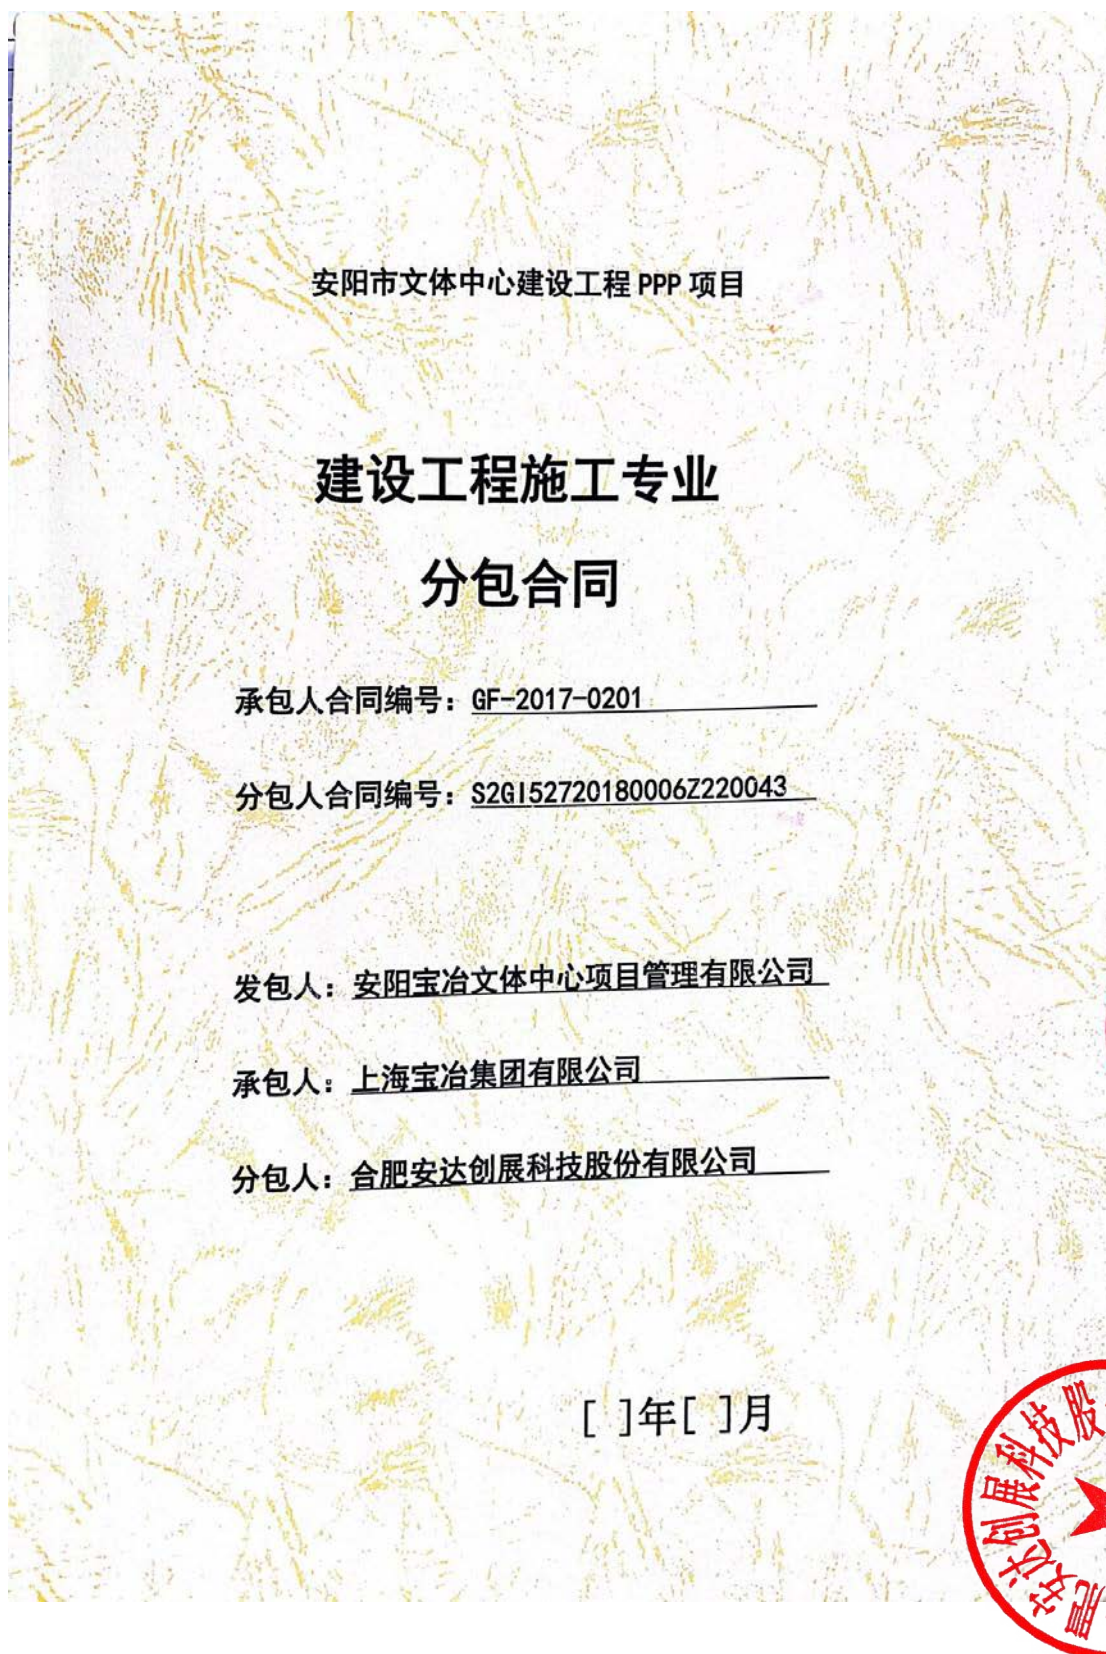 安阳市文体中心建设工程 PPP 项目
建设工程施工专业
分包合同
承包人合同编号：GF-2017-0201
分包人合同编号：S2GI52720180006Z220043
发包人：安阳宝冶文体中心项目管理有限公司
承包人：上海宝冶集团有限公司
分包人：合肥安达创展科技股份有限公司
[ ]年[ ]月
肥安达创展科技股